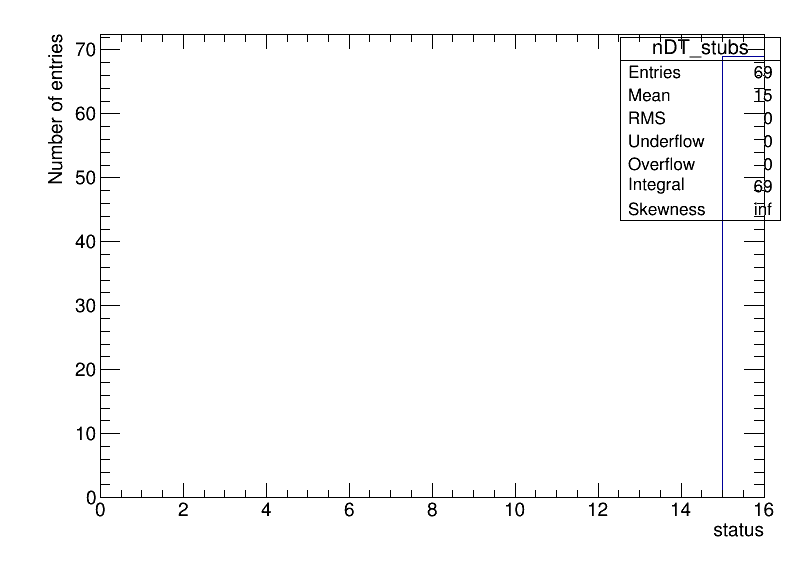 nDT_stubs
Entries 69
Mean 15
RMS 0
Underflow 0
Overflow 0
Integral 69
Skewness inf
Number of entries
70
60
50
40
30
20
10
0
0 2 4 6 8 10 12 14 16
status